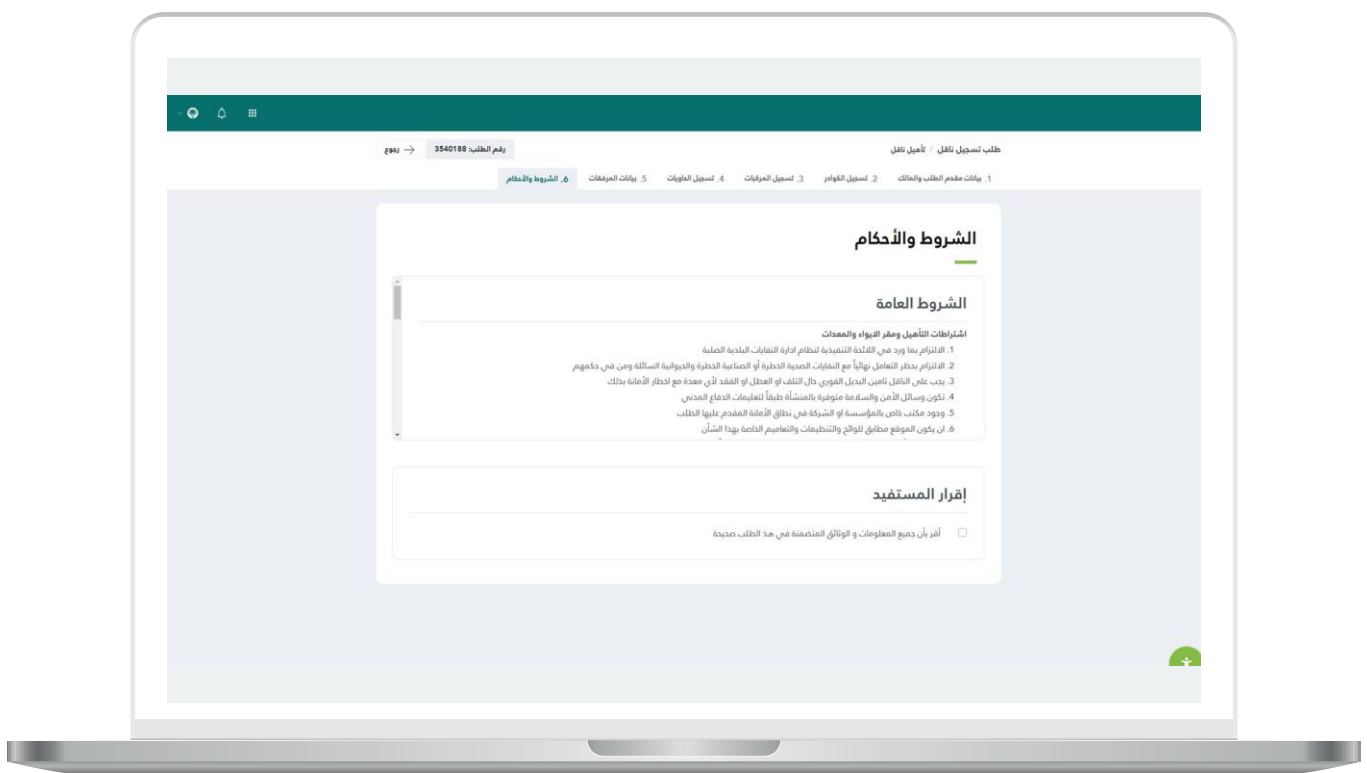 طلب تسجيل ناقل / تأهيل ناقل
رقم الطلب: 3540188
رجوع
1. بيانات مقدم الطلب والمالك
2. تسجيل الكوادر
3. تسجيل المركبات
4. تسجيل الحاويات
5. بيانات المرفقات
6. الشروط والأحكام
الشروط والأحكام
الشروط العامة
اشتراطات التأهيل ومقر الايواء والمعدات
1. الالتزام بما ورد في اللائحة التنفيذية لنظام ادارة النفايات البلدية الصلبة
2. الالتزام بحظر التعامل نهائياً مع النفايات الصحية الخطرة أو الصناعية الخطرة والحيوانية السائلة ومن في حكمهم
3. يجب على الناقل تامين البديل الفوري حال التلف او العطل او الفقد لأي معدة مع اخطار الأمانة بذلك
4. تكون وسائل الأمن والسلامة متوفرة بالمنشأة طبقاً لتعليمات الدفاع المدني
5. وجود مكتب خاص بالمؤسسة او الشركة في نطاق الأمانة المقدم عليها الطلب
6. ان يكون الموقع مطابق للوائح والتنظيمات والتعاميم الخاصة بهذا الشأن
إقرار المستفيد
أقر بأن جميع المعلومات و الوثائق المتضمنة في هذ الطلب صحيحة